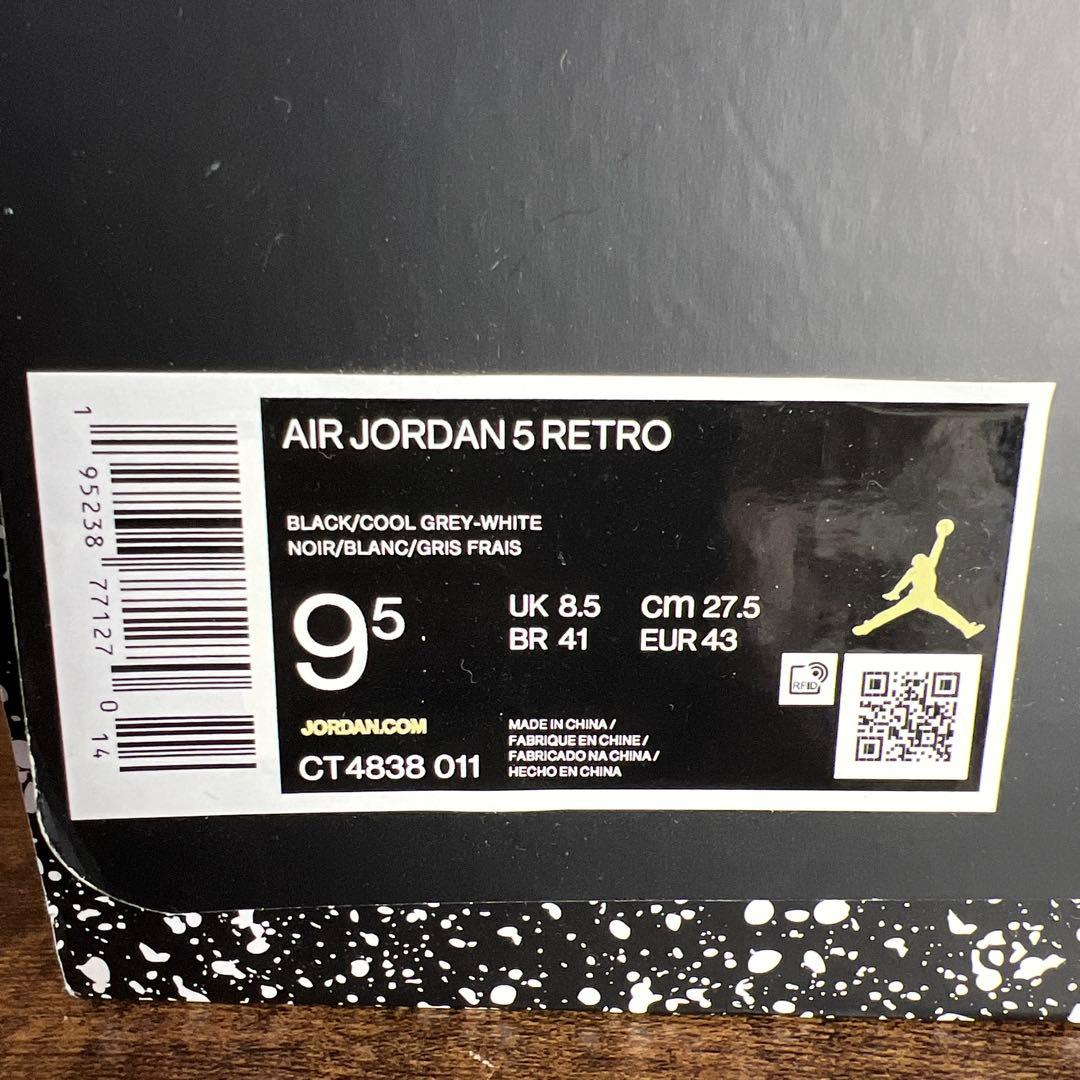 1 95238 77127 0 14
AIR JORDAN 5 RETRO
BLACK/COOL GREY-WHITE
NOIR/BLANC/GRIS FRAIS
9⁵
UK 8.5 cm 27.5
BR 41 EUR 43
RFID
JORDAN.COM
CT4838 011
MADE IN CHINA /
FABRIQUE EN CHINE /
FABRICADO NA CHINA /
HECHO EN CHINA